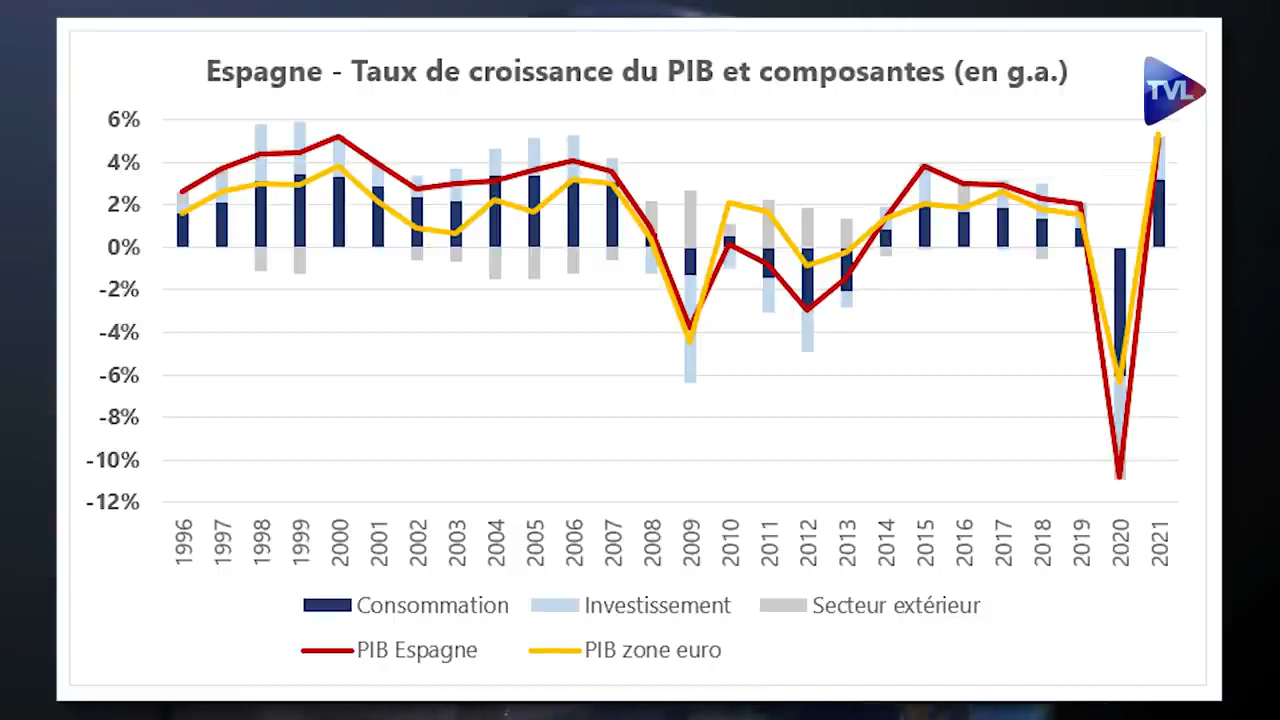 Espagne - Taux de croissance du PIB et composantes (en g.a.)
TVL
6%
4%
2%
0%
-2%
-4%
-6%
-8%
-10%
-12%
1996 1997 1998 1999 2000 2001 2002 2003 2004 2005 2006 2007 2008 2009 2010 2011 2012 2013 2014 2015 2016 2017 2018 2019 2020 2021
Consommation Investissement Secteur extérieur
PIB Espagne PIB zone euro